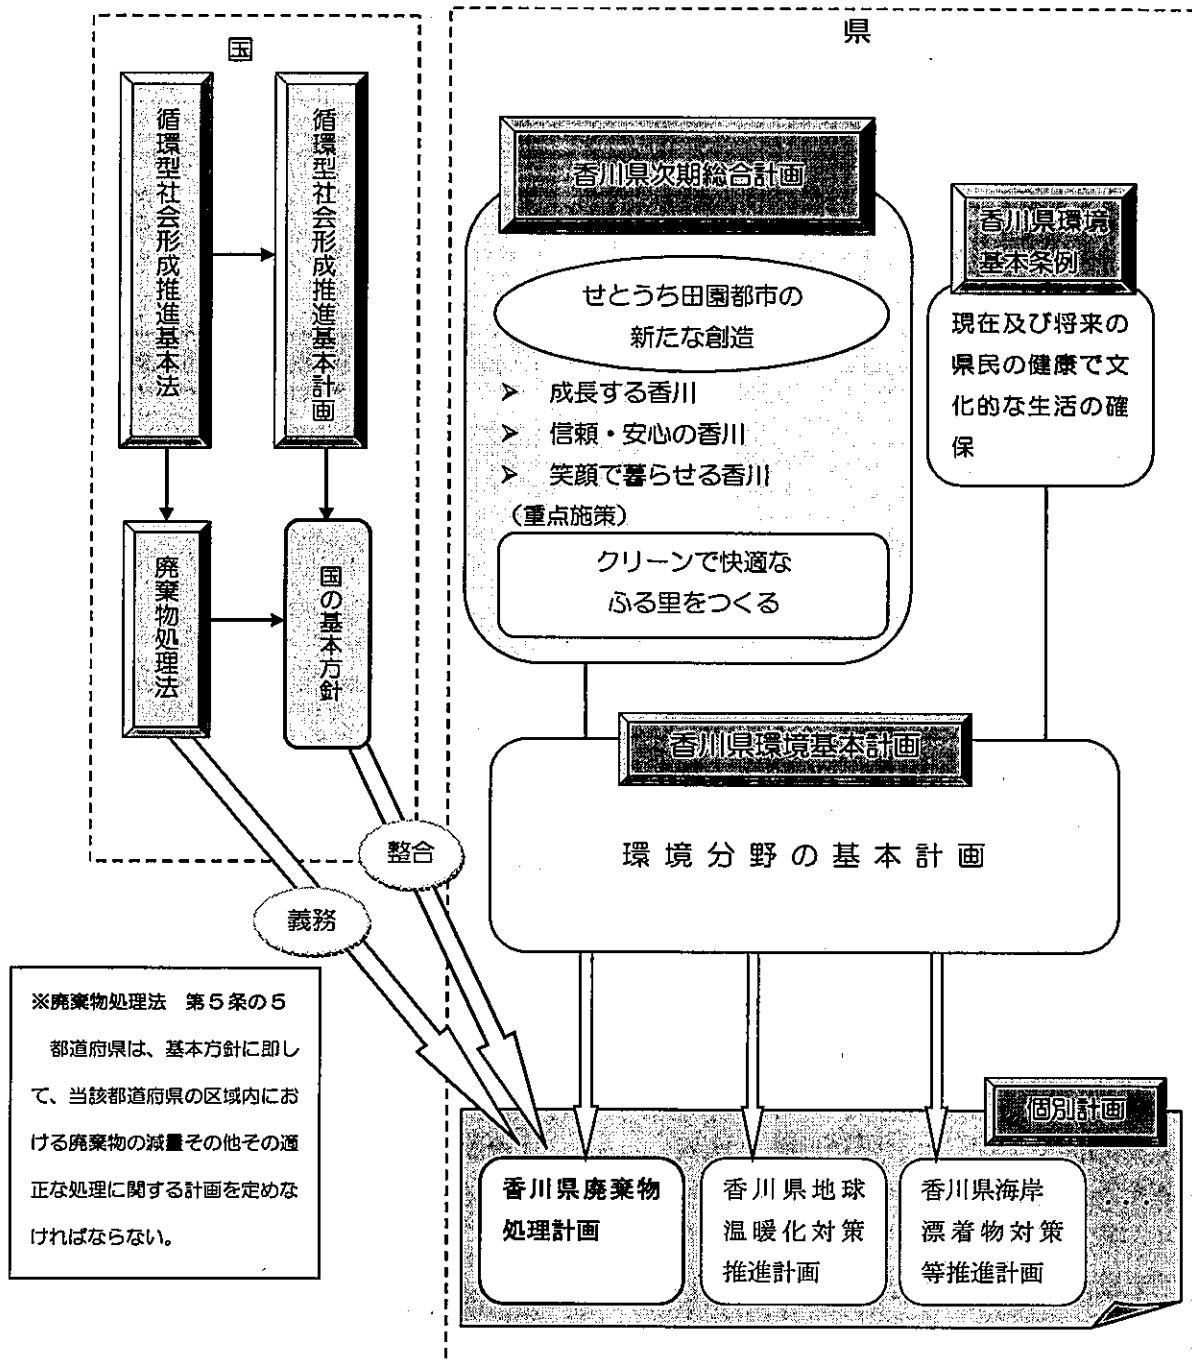 国
循環型社会形成推進基本法
循環型社会形成推進基本計画
廃棄物処理法
国の基本方針
県
香川県次期総合計画
せとうち田園都市の
新たな創造
➤ 成長する香川
➤ 信頼・安心の香川
➤ 笑顔で暮らせる香川
（重点施策）
クリーンで快適な
ふる里をつくる
香川県環境
基本条例
現在及び将来の
県民の健康で文
化的な生活の確
保
香川県環境基本計画
環境分野の基本計画
整合
義務
※廃棄物処理法　第５条の５
　都道府県は、基本方針に即し
て、当該都道府県の区域内にお
ける廃棄物の減量その他その適
正な処理に関する計画を定めな
ければならない。
個別計画
香川県廃棄物
処理計画
香川県地球
温暖化対策
推進計画
香川県海岸
漂着物対策
等推進計画
・・・